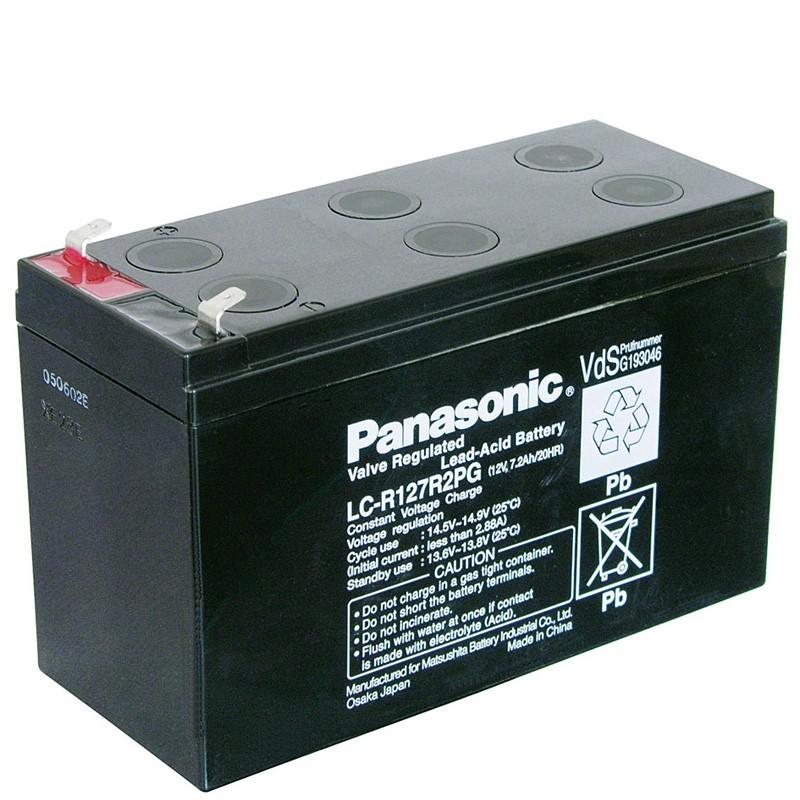 050602E
VdS Prüfnummer
G193046
Panasonic®
Valve Regulated
Lead-Acid Battery
LC-R127R2PG (12V, 7.2Ah/20HR)
Constant Voltage Charge
Voltage regulation
Cycle use : 14.5V~14.9V (25°C)
(Initial current : less than 2.88A)
Standby use : 13.6V~13.8V (25°C)
CAUTION
• Do not charge in a gas tight container.
• Do not short the battery terminals.
• Do not incinerate.
• Flush with water at once if contact
is made with electrolyte (Acid).
Manufactured for Matsushita Battery Industrial Co., Ltd.
Osaka Japan
Made in China
Pb
Pb